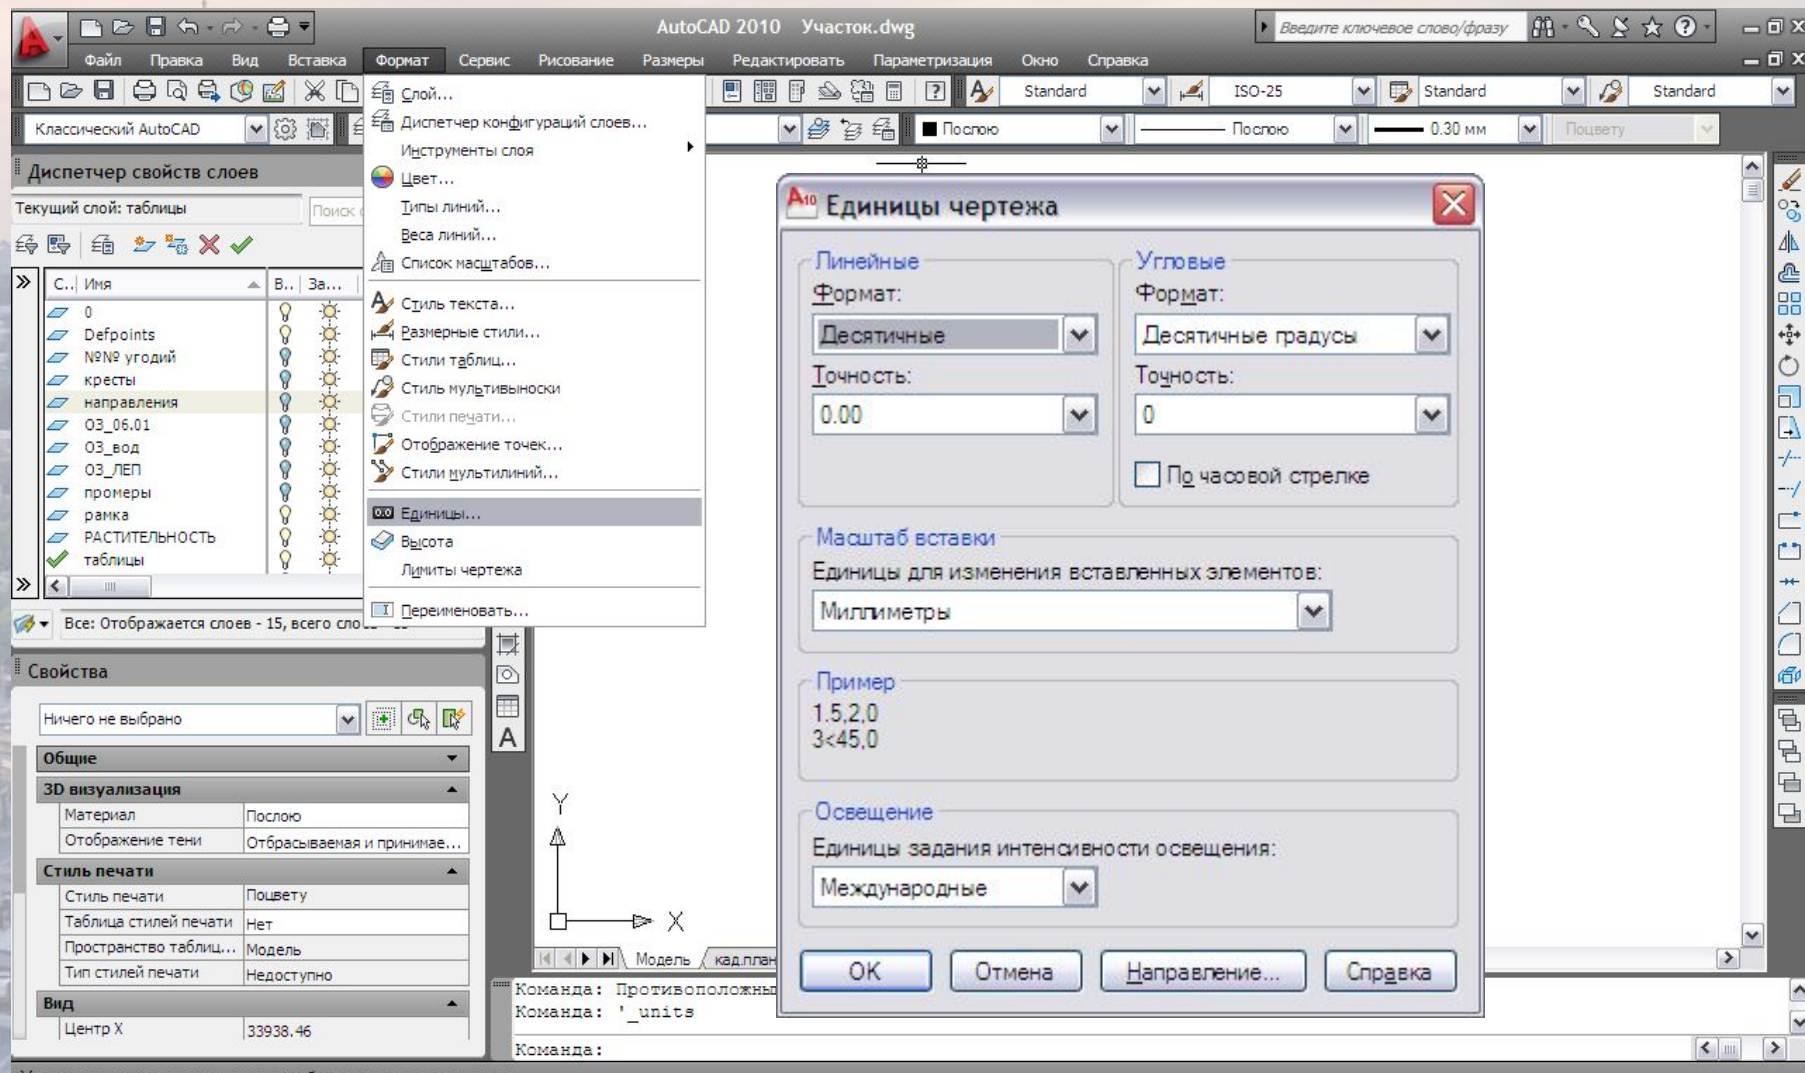 AutoCAD 2010 Участок.dwg
Введите ключевое слово/фразу
Файл Правка Вид Вставка Формат Сервис Рисование Размеры Редактировать Параметризация Окно Справка
Standard ISO-25 Standard Standard
Классический AutoCAD Послою Послою 0.30 мм Поцвету
Слой...
Диспетчер конфигураций слоев...
Инструменты слоя
Цвет...
Типы линий...
Веса линий...
Список масштабов...
Стиль текста...
Размерные стили...
Стили таблиц...
Стиль мультивыноски
Стили печати...
Отображение точек...
Стили мультилиний...
Единицы...
Высота
Лимиты чертежа
Переименовать...
Диспетчер свойств слоев
Текущий слой: таблицы
Поиск
С.. Имя В.. За...
0
Defpoints
№№ угодий
кресты
направления
ОЗ_06.01
ОЗ_вод
ОЗ_ЛЕП
промеры
рамка
РАСТИТЕЛЬНОСТЬ
таблицы
Все: Отображается слоев - 15, всего
Свойства
Ничего не выбрано
Общие
3D визуализация
Материал Послою
Отображение тени Отбрасываемая и принимае...
Стиль печати
Стиль печати Поцвету
Таблица стилей печати Нет
Пространство таблиц... Модель
Тип стилей печати Недоступно
Вид
Центр X 33938.46
A
Y
X
Модель кад.план
Команда:
Команда: '_units
Команда:
A10 Единицы чертежа
Линейные
Формат:
Десятичные
Точность:
0.00
Угловые
Формат:
Десятичные градусы
Точность:
0
По часовой стрелке
Масштаб вставки
Единицы для изменения вставленных элементов:
Миллиметры
Пример
1.5,2,0
3<45,0
Освещение
Единицы задания интенсивности освещения:
Международные
OK Отмена Направление... Справка